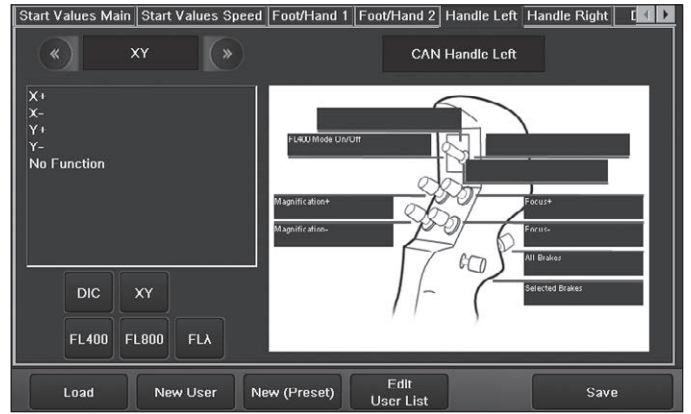 Start Values Main Start Values Speed Foot/Hand 1 Foot/Hand 2 Handle Left Handle Right
« XY »
CAN Handle Left
X+
X-
Y+
Y-
No Function
FL400 Mode On/Off
Magnification+
Focus+
Magnification-
Focus-
All Brakes
Selected Brakes
DIC XY
FL400 FL800 FLλ
Load New User New (Preset) Edit User List Save